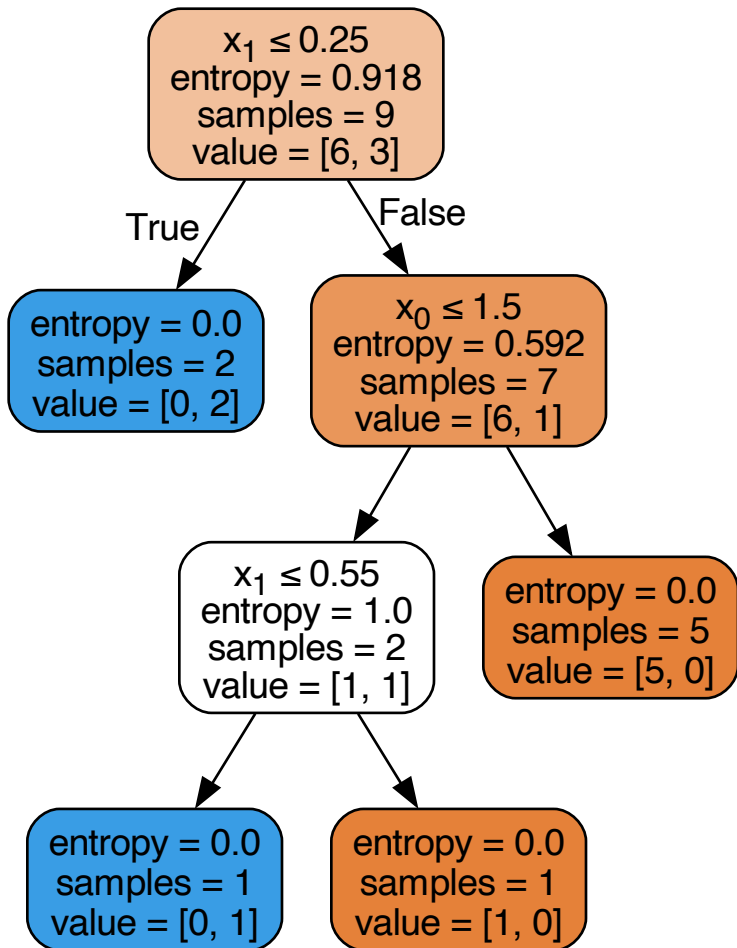 x₁ ≤ 0.25
entropy = 0.918
samples = 9
value = [6, 3]
True
False
entropy = 0.0
samples = 2
value = [0, 2]
x₀ ≤ 1.5
entropy = 0.592
samples = 7
value = [6, 1]
x₁ ≤ 0.55
entropy = 1.0
samples = 2
value = [1, 1]
entropy = 0.0
samples = 5
value = [5, 0]
entropy = 0.0
samples = 1
value = [0, 1]
entropy = 0.0
samples = 1
value = [1, 0]